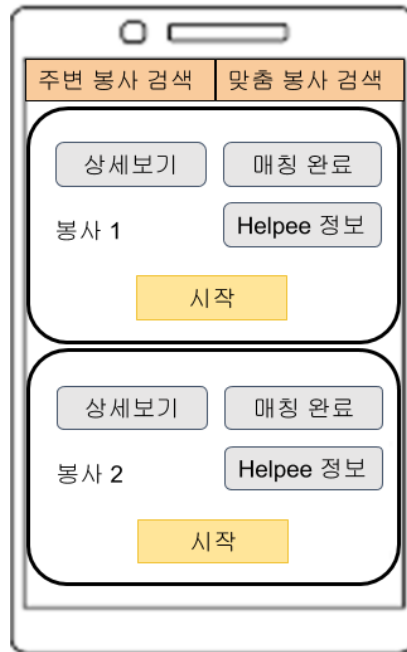 주변 봉사 검색 맞춤 봉사 검색
상세보기 매칭 완료
봉사 1 Helpee 정보
시작
상세보기 매칭 완료
봉사 2 Helpee 정보
시작